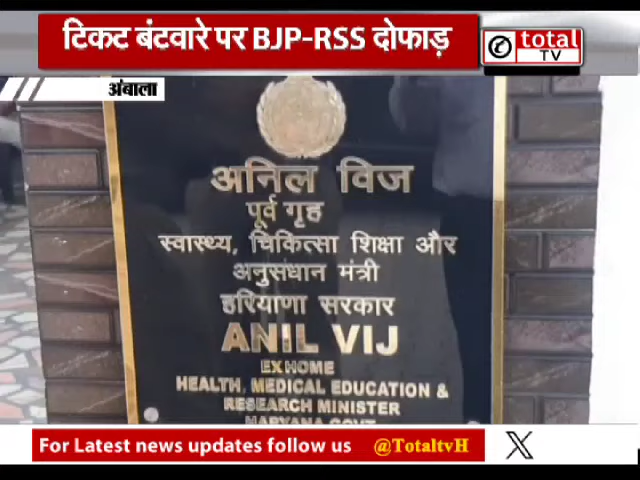 टिकट बंटवारे पर BJP-RSS दोफाड़
total
TV
अंबाला
अनिल विज
पूर्व गृह
स्वास्थ्य, चिकित्सा शिक्षा और
अनुसंधान मंत्री
हरियाणा सरकार
ANIL VIJ
EX HOME
HEALTH, MEDICAL EDUCATION &
RESEARCH MINISTER
HARYANA GOVT
For Latest news updates follow us @TotaltvH X